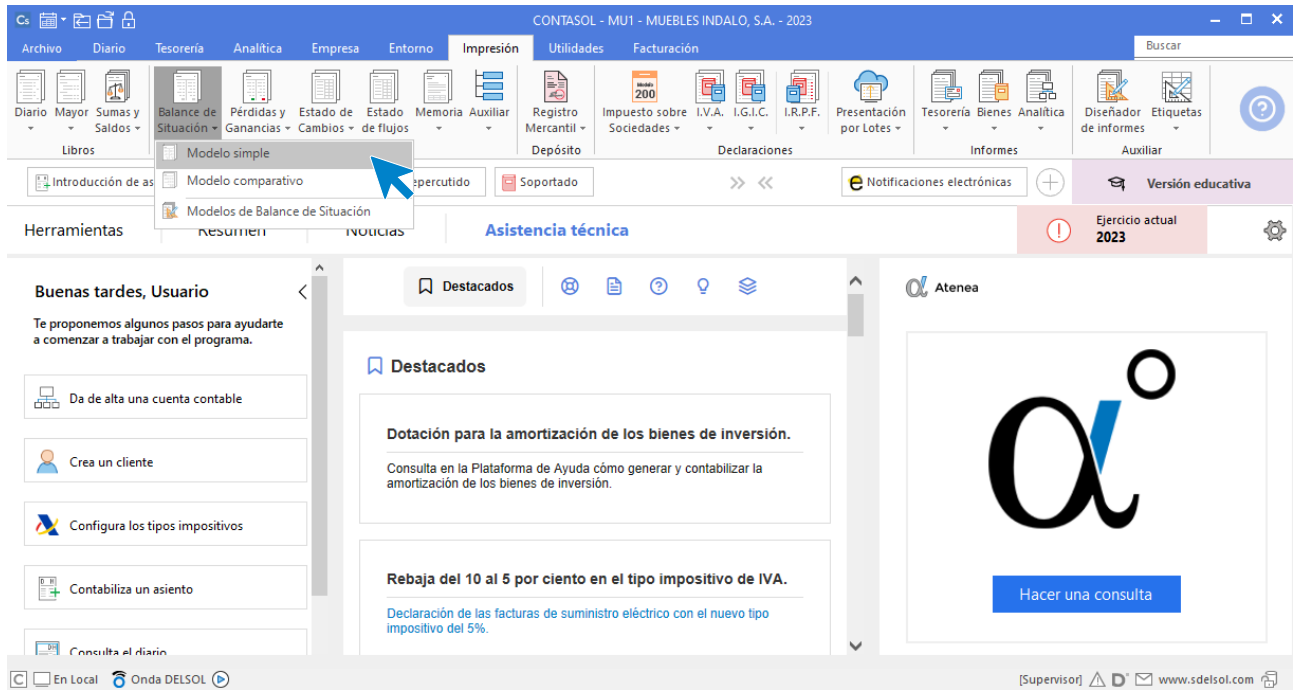 Cs
CONTASOL - MU1 - MUEBLES INDALO, S.A. - 2023
Archivo Diario Tesorería Analítica Empresa Entorno Impresión Utilidades Facturación Buscar
Diario Mayor Sumas y Saldos
Balance de Situación Pérdidas y Ganancias Estado de Cambios Estado de flujos Memoria Auxiliar
Registro Mercantil
Modelo 200
Impuesto sobre Sociedades I.V.A. I.G.I.C. I.R.P.F. Presentación por Lotes
Tesorería Bienes Analítica
Diseñador de informes Etiquetas
Libros Depósito Declaraciones Informes Auxiliar
Modelo simple
Modelo comparativo
Modelos de Balance de Situación
Introducción de as epercutido Soportado Notificaciones electrónicas Versión educativa
Herramientas Resumen Noticias Asistencia técnica
Ejercicio actual
2023
Buenas tardes, Usuario
Te proponemos algunos pasos para ayudarte
a comenzar a trabajar con el programa.
Da de alta una cuenta contable
Crea un cliente
Configura los tipos impositivos
Contabiliza un asiento
Consulta el diario
Destacados
Destacados
Dotación para la amortización de los bienes de inversión.
Consulta en la Plataforma de Ayuda cómo generar y contabilizar la
amortización de los bienes de inversión.
Rebaja del 10 al 5 por ciento en el tipo impositivo de IVA.
Declaración de las facturas de suministro eléctrico con el nuevo tipo
impositivo del 5%.
Atenea
Hacer una consulta
C En Local Onda DELSOL
[Supervisor] D www.sdelsol.com